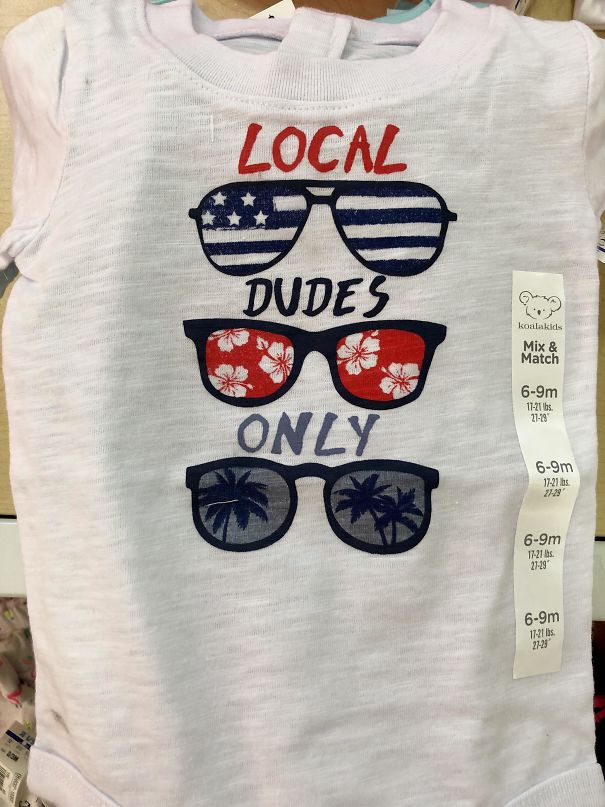 LOCAL
DUDES
ONLY
koalakids
Mix &
Match
6-9m
17-21 lbs.
27-29"
6-9m
17-21 lbs.
27-29"
6-9m
17-21 lbs.
27-29"
6-9m
17-21 lbs.
27-29"